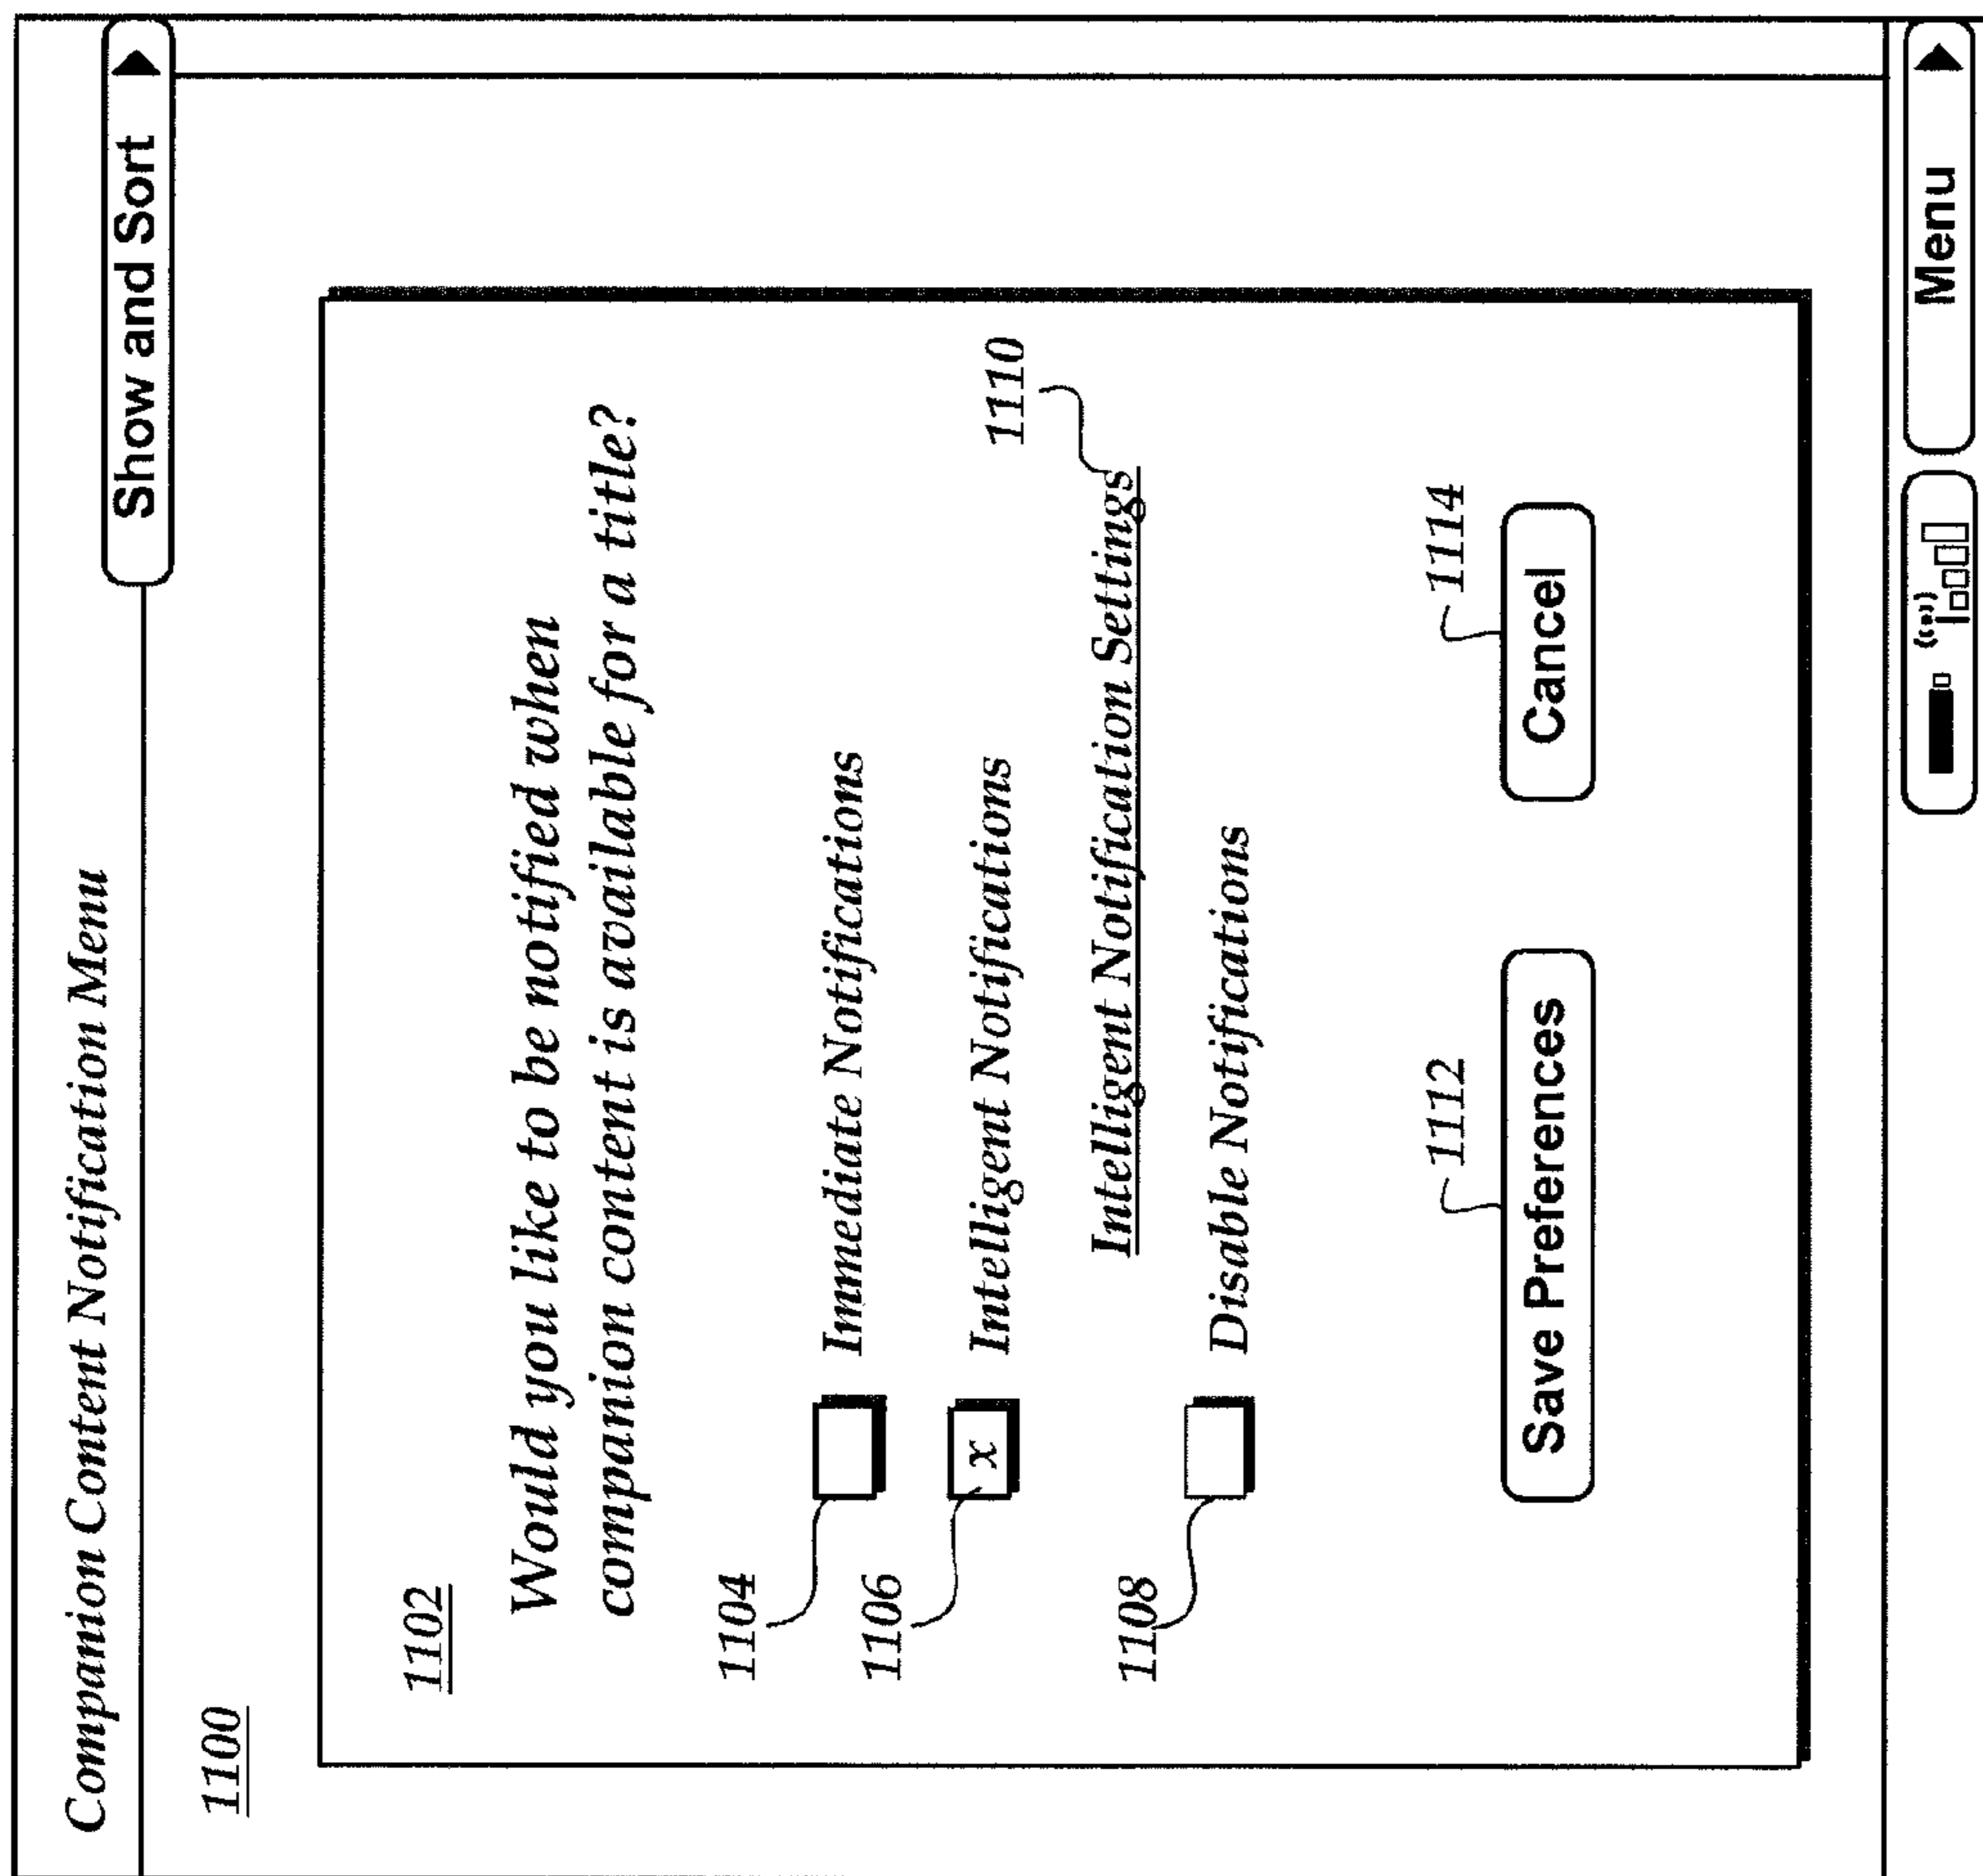 Companion Content Notification Menu
Show and Sort
1100
1102
Would you like to be notified when
companion content is available for a title?
1104
Immediate Notifications
1106
x
Intelligent Notifications
1110
Intelligent Notification Settings
1108
Disable Notifications
1112
1114
Save Preferences
Cancel
Menu